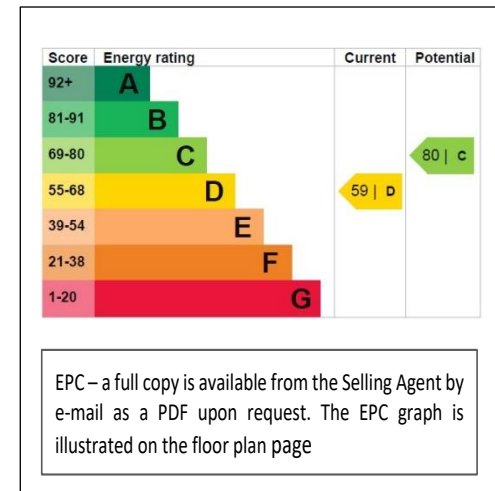 Score Energy rating Current Potential
92+ A
81-91 B
69-80 C 80 | C
55-68 D 59 | D
39-54 E
21-38 F
1-20 G
EPC – a full copy is available from the Selling Agent by
e-mail as a PDF upon request. The EPC graph is
illustrated on the floor plan page